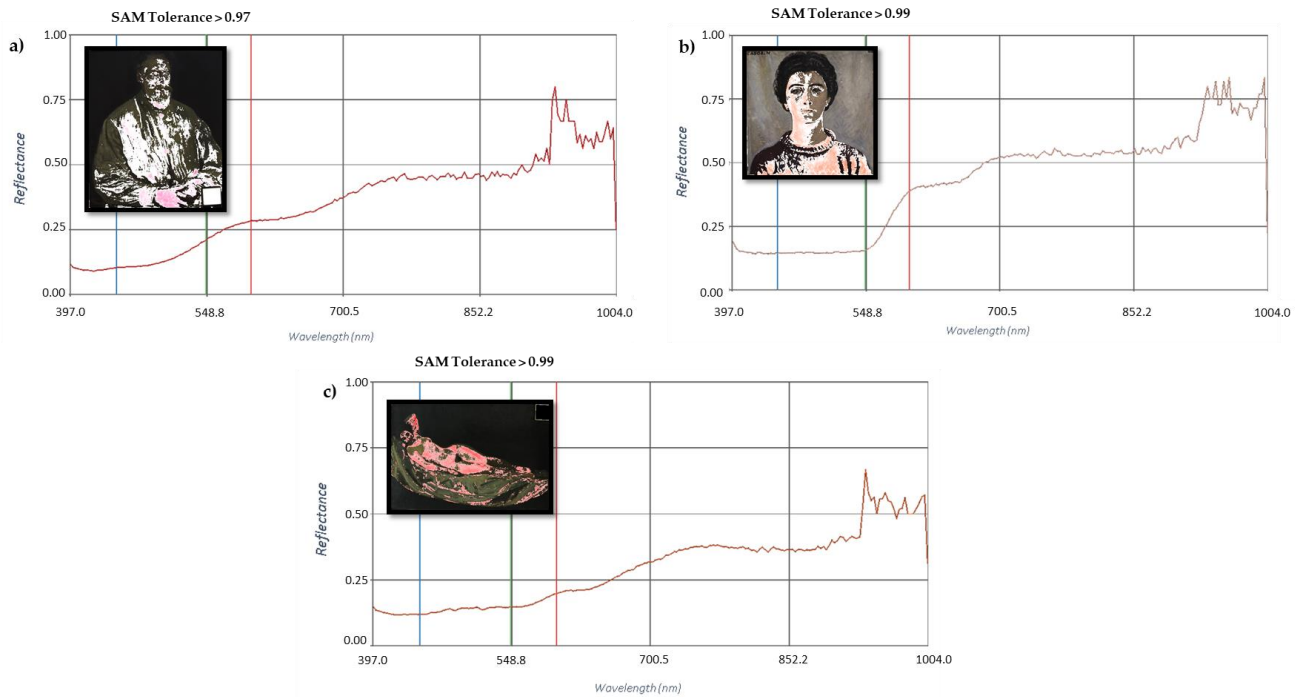 SAM Tolerance > 0.97
a)
1.00
0.75
0.50
0.25
0.00
Reflectance
397.0 548.8 700.5 852.2 1004.0
Wavelength (nm)
SAM Tolerance > 0.99
b)
1.00
0.75
0.50
0.25
0.00
Reflectance
397.0 548.8 700.5 852.2 1004.0
Wavelength (nm)
SAM Tolerance > 0.99
c)
1.00
0.75
0.50
0.25
0.00
Reflectance
397.0 548.8 700.5 852.2 1004.0
Wavelength (nm)